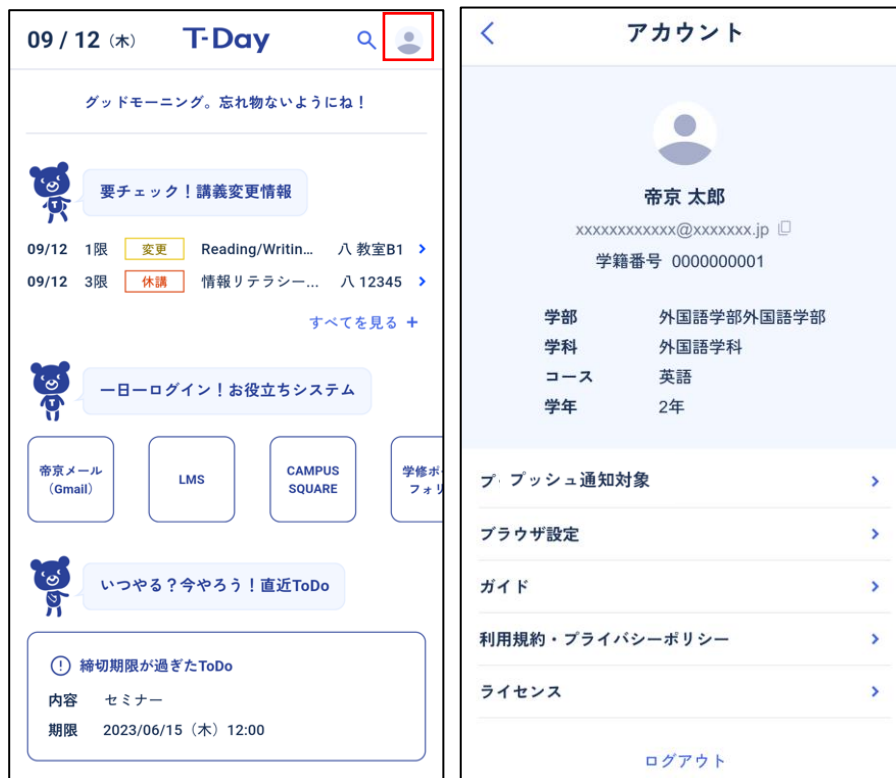 09 / 12 (木) T-Day
グッドモーニング。忘れ物ないようにね!
要チェック!講義変更情報
09/12 1限 変更 Reading/Writin... 八 教室B1
09/12 3限 休講 情報リテラシー... 八 12345
すべてを見る +
一日一ログイン!お役立ちシステム
帝京メール
(Gmail)
LMS
CAMPUS
SQUARE
学修ポ
フォリ
いつやる?今やろう!直近ToDo
締切期限が過ぎたToDo
内容 セミナー
期限 2023/06/15(木)12:00
アカウント
帝京 太郎
xxxxxxxxxxxx@xxxxxxx.jp
学籍番号 0000000001
学部 外国語学部外国語学部
学科 外国語学科
コース 英語
学年 2年
プ プッシュ通知対象
ブラウザ設定
ガイド
利用規約・プライバシーポリシー
ライセンス
ログアウト